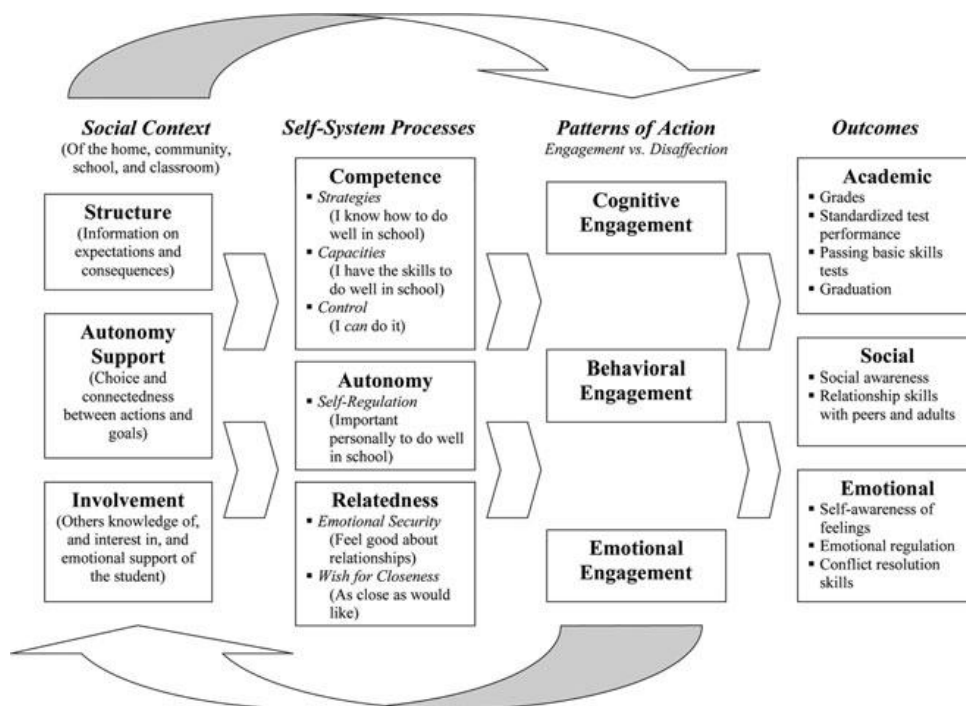 Social Context
(Of the home, community,
school, and classroom)
Structure
(Information on
expectations and
consequences)
Autonomy
Support
(Choice and
connectedness
between actions and
goals)
Involvement
(Others knowledge of,
and interest in, and
emotional support of
the student)
Self-System Processes
Competence
▪ Strategies
(I know how to do
well in school)
▪ Capacities
(I have the skills to
do well in school)
▪ Control
(I can do it)
Autonomy
▪ Self-Regulation
(Important
personally to do well
in school)
Relatedness
▪ Emotional Security
(Feel good about
relationships)
▪ Wish for Closeness
(As close as would
like)
Patterns of Action
Engagement vs. Disaffection
Cognitive
Engagement
Behavioral
Engagement
Emotional
Engagement
Outcomes
Academic
▪ Grades
▪ Standardized test
performance
▪ Passing basic skills
tests
▪ Graduation
Social
▪ Social awareness
▪ Relationship skills
with peers and adults
Emotional
▪ Self-awareness of
feelings
▪ Emotional regulation
▪ Conflict resolution
skills